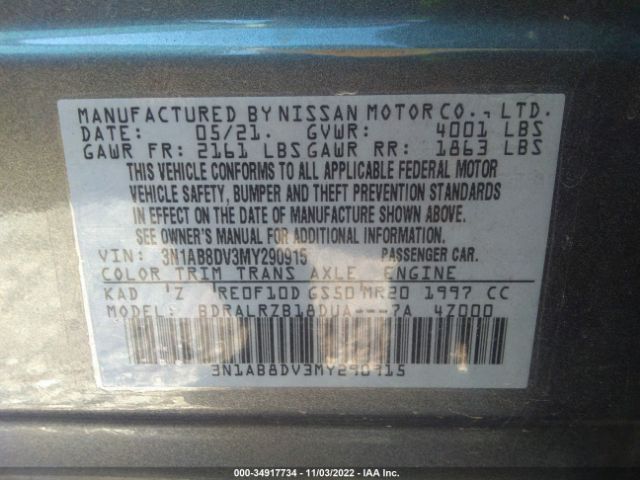 MANUFACTURED BY NISSAN MOTOR CO., LTD.
DATE: 05/21. GVWR: 4001 LBS
GAWR FR: 2161 LBS GAWR RR: 1863 LBS
THIS VEHICLE CONFORMS TO ALL APPLICABLE FEDERAL MOTOR
VEHICLE SAFETY, BUMPER AND THEFT PREVENTION STANDARDS
IN EFFECT ON THE DATE OF MANUFACTURE SHOWN ABOVE.
SEE OWNER'S MANUAL FOR ADDITIONAL INFORMATION.
VIN: 3N1AB8DV3MY290915 PASSENGER CAR.
COLOR TRIM TRANS AXLE ENGINE
KAD Z RE0F10D GS50 MR20 1997 CC
MODEL: BDRALRZB18DUA---7A 4Z000
3N1AB8DV3MY290915
000-34917734 - 11/03/2022 - IAA Inc.